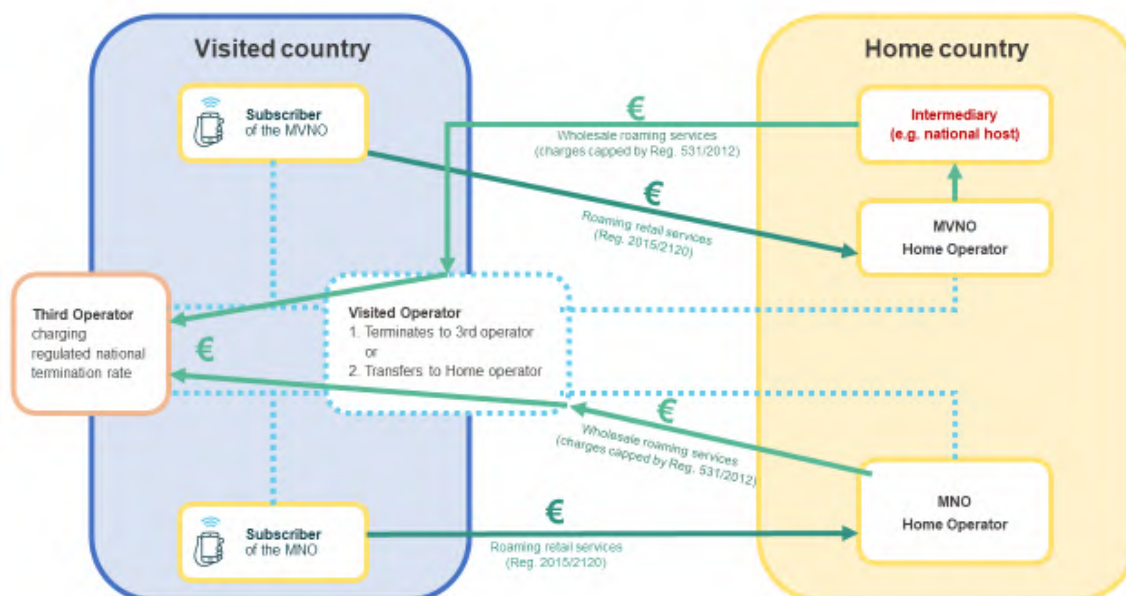 Visited country
Home country
Subscriber
of the MVNO
€
Wholesale roaming services
(charges capped by Reg. 531/2012)
Intermediary
(e.g. national host)
€
Roaming retail services
(Reg. 2015/2120)
MVNO
Home Operator
Third Operator
charging
regulated national
termination rate
€
Visited Operator
1. Terminates to 3rd operator
or
2. Transfers to Home operator
€
Wholesale roaming services
(charges capped by Reg. 531/2012)
MNO
Home Operator
Subscriber
of the MNO
€
Roaming retail services
(Reg. 2015/2120)